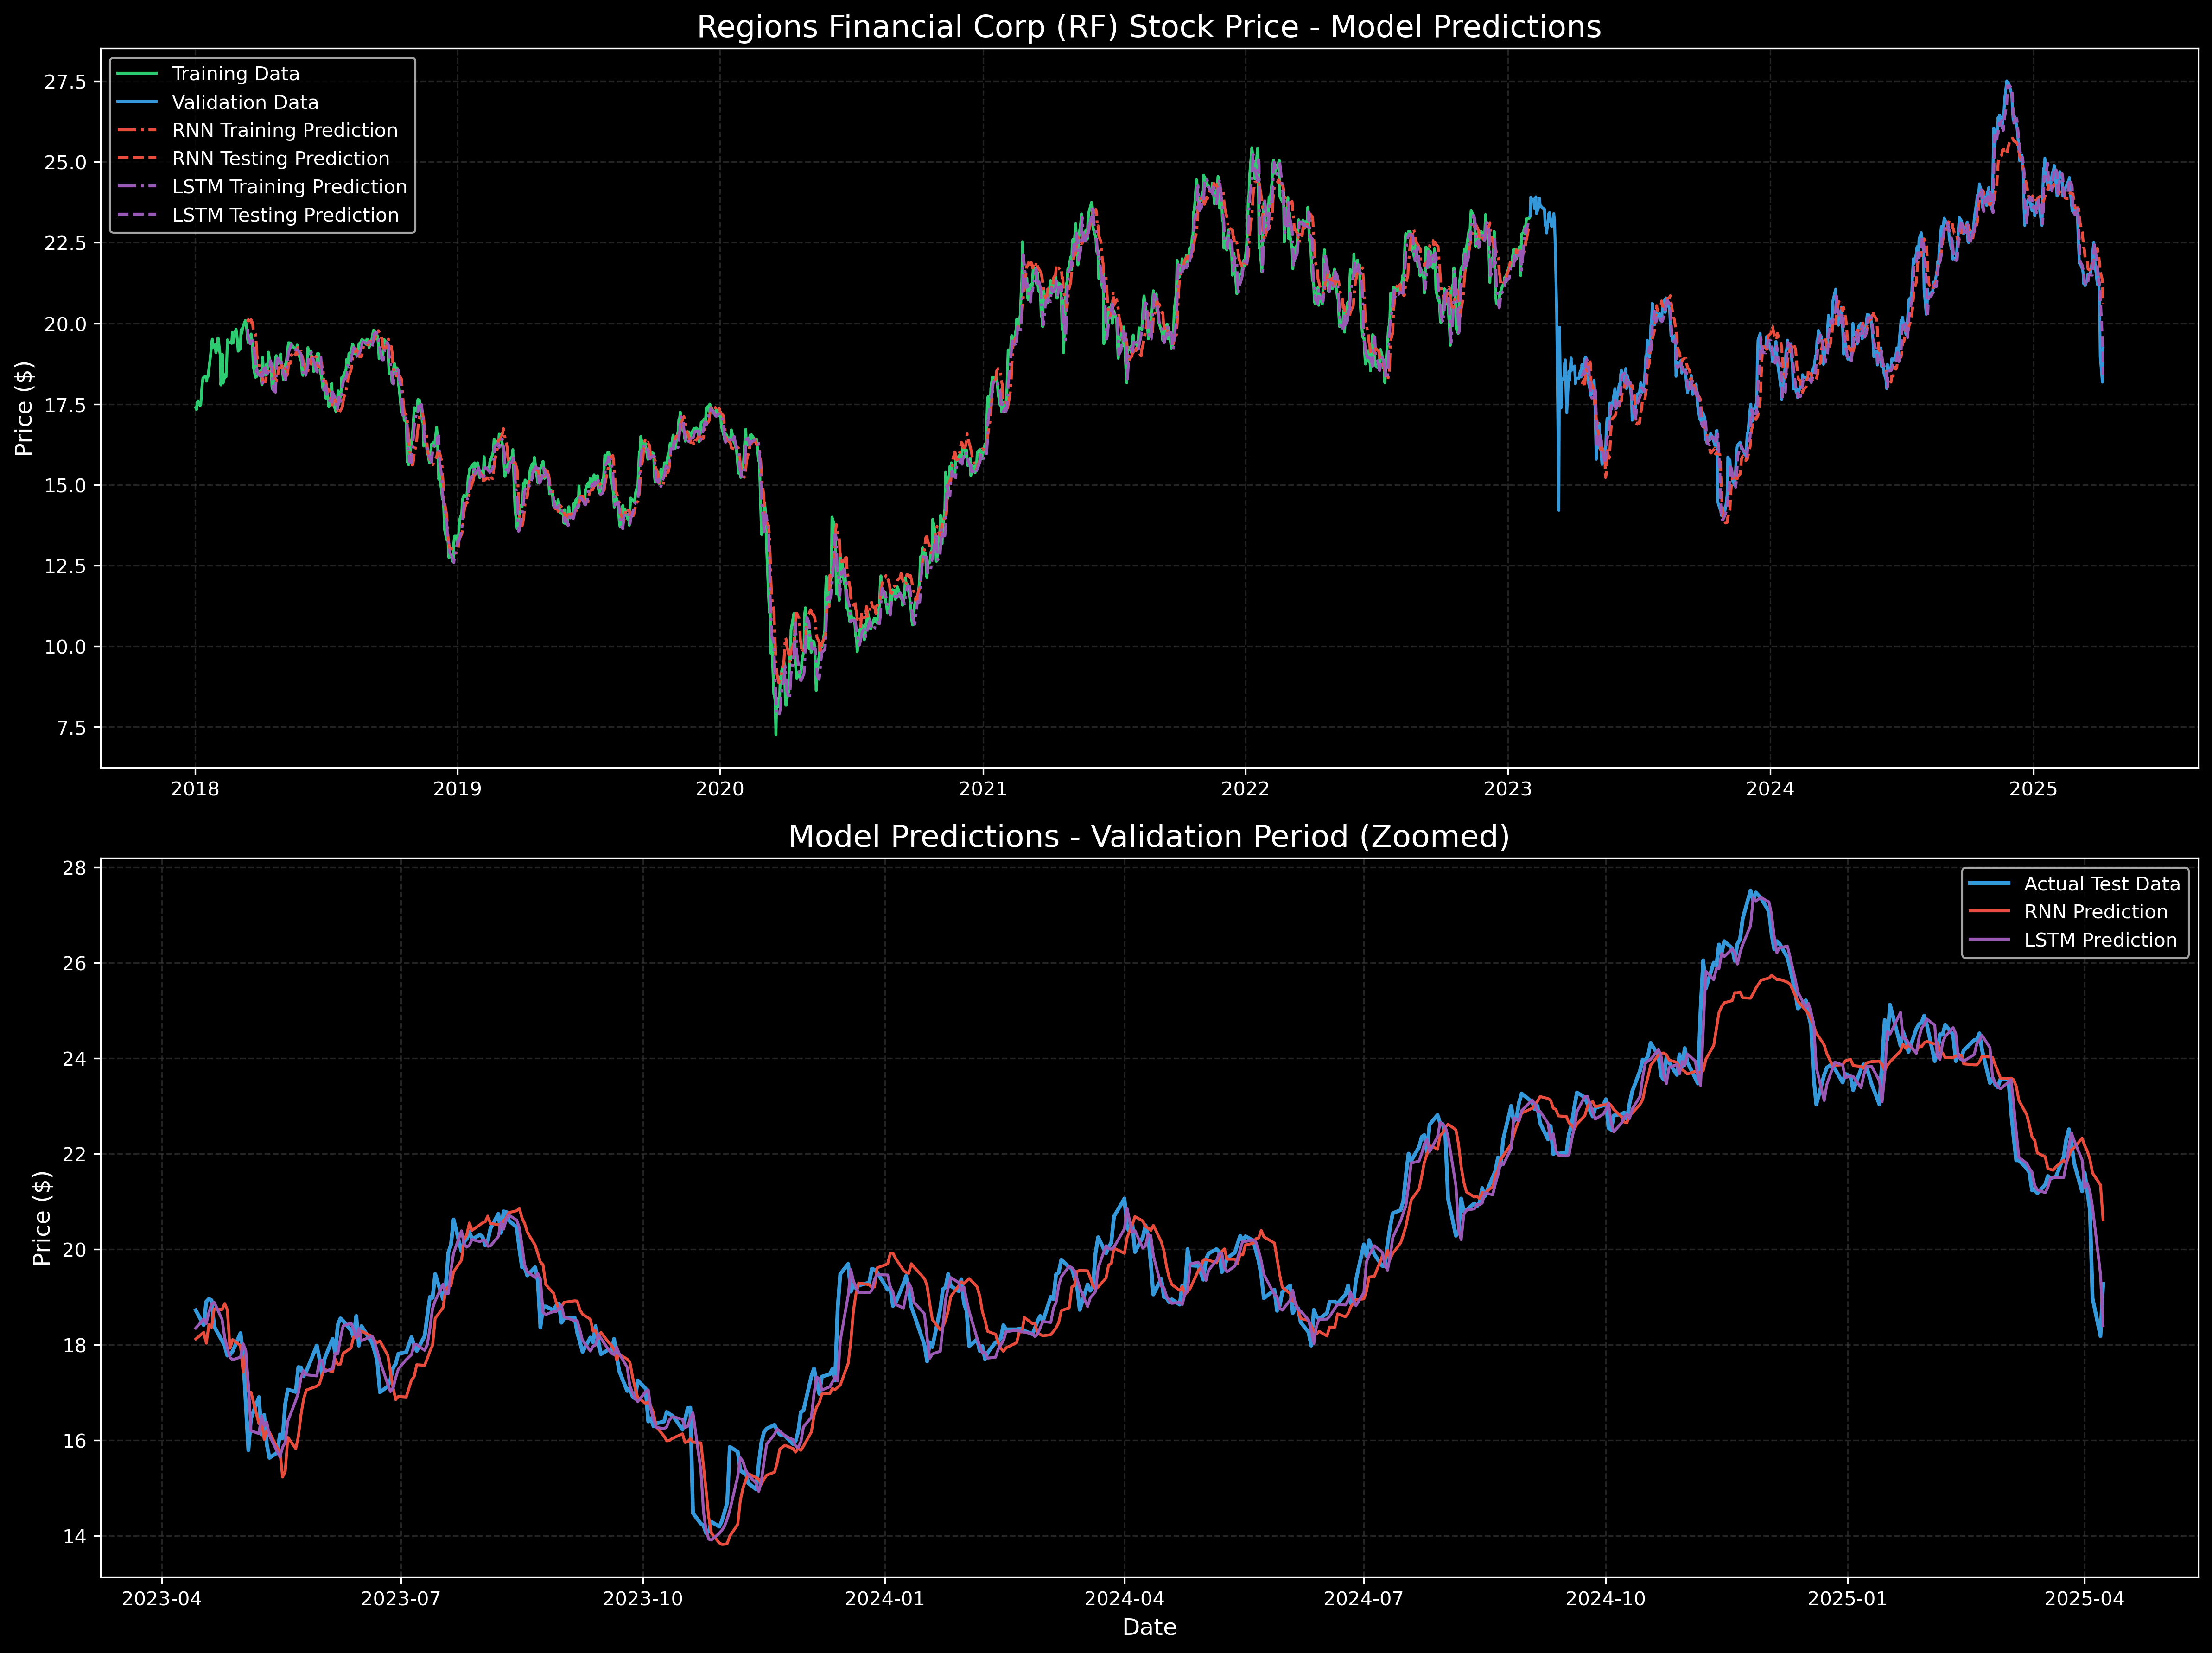 Regions Financial Corp (RF) Stock Price - Model Predictions
Training Data
Validation Data
RNN Training Prediction
RNN Testing Prediction
LSTM Training Prediction
LSTM Testing Prediction
Price ($)
27.5
25.0
22.5
20.0
17.5
15.0
12.5
10.0
7.5
2018 2019 2020 2021 2022 2023 2024 2025
Model Predictions - Validation Period (Zoomed)
Actual Test Data
RNN Prediction
LSTM Prediction
Price ($)
28
26
24
22
20
18
16
14
2023-04 2023-07 2023-10 2024-01 2024-04 2024-07 2024-10 2025-01 2025-04
Date